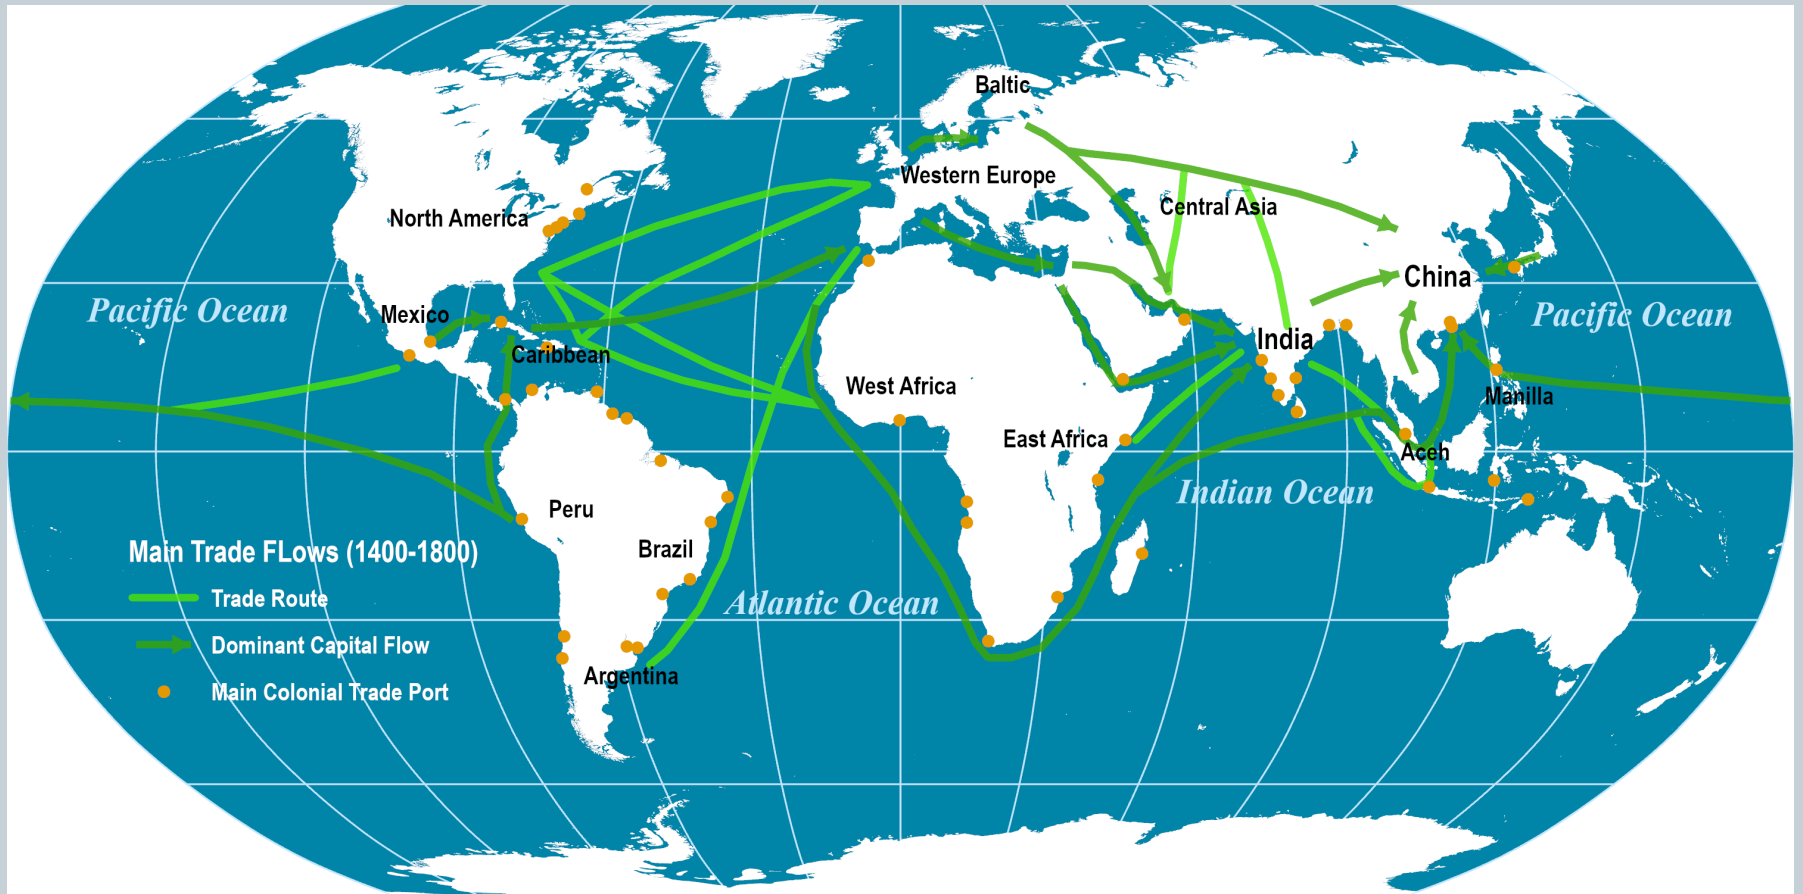 Baltic
Western Europe
Central Asia
North America
China
Pacific Ocean
Mexico
Pacific Ocean
India
Caribbean
West Africa
Manilla
East Africa
Aceh
Indian Ocean
Peru
Brazil
Main Trade FLows (1400-1800)
Trade Route
Atlantic Ocean
Dominant Capital Flow
Argentina
Main Colonial Trade Port